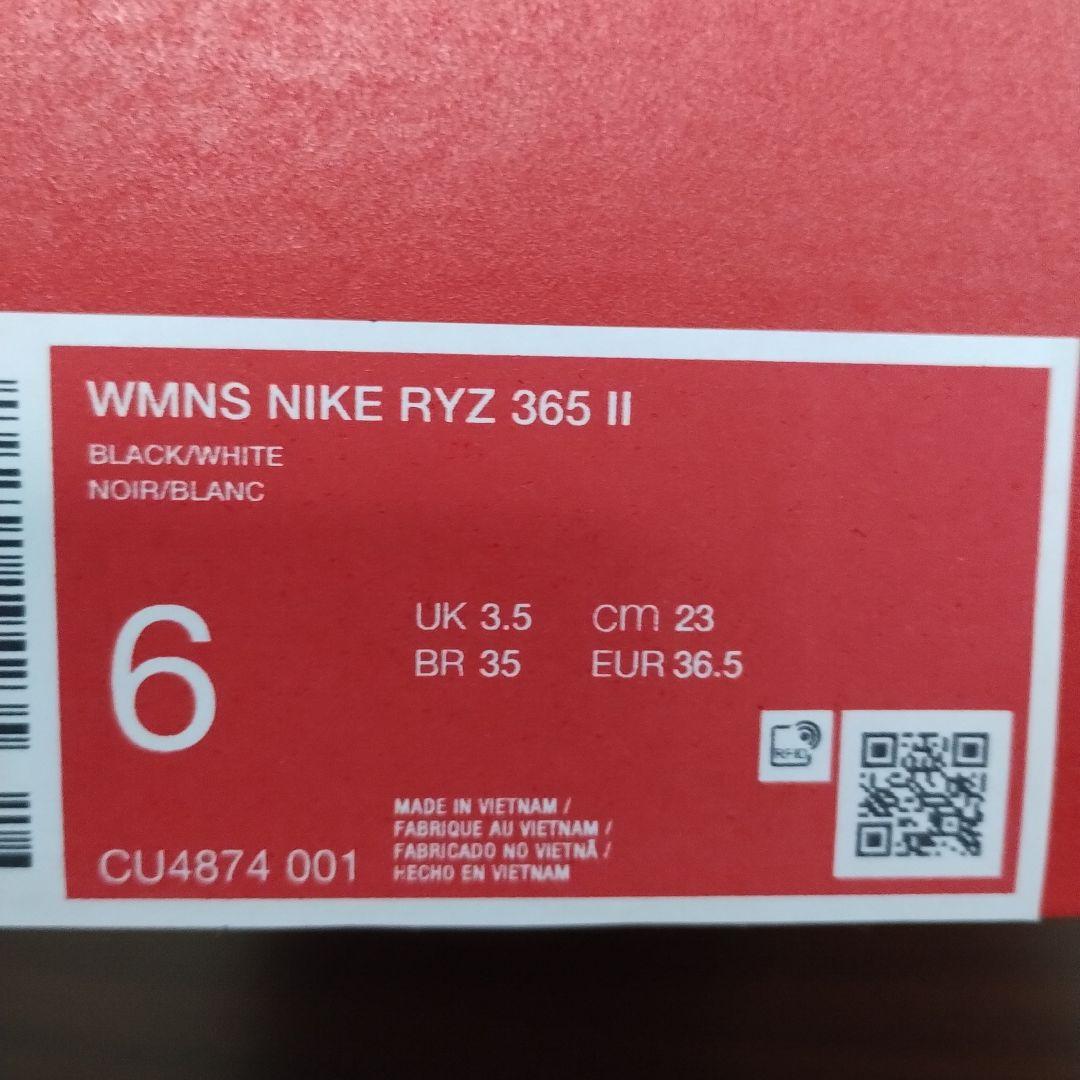 WMNS NIKE RYZ 365 II
BLACK/WHITE
NOIR/BLANC
6
UK 3.5
cm 23
BR 35
EUR 36.5
RFID
MADE IN VIETNAM /
FABRIQUE AU VIETNAM /
FABRICADO NO VIETNÃ /
HECHO EN VIETNAM
CU4874 001